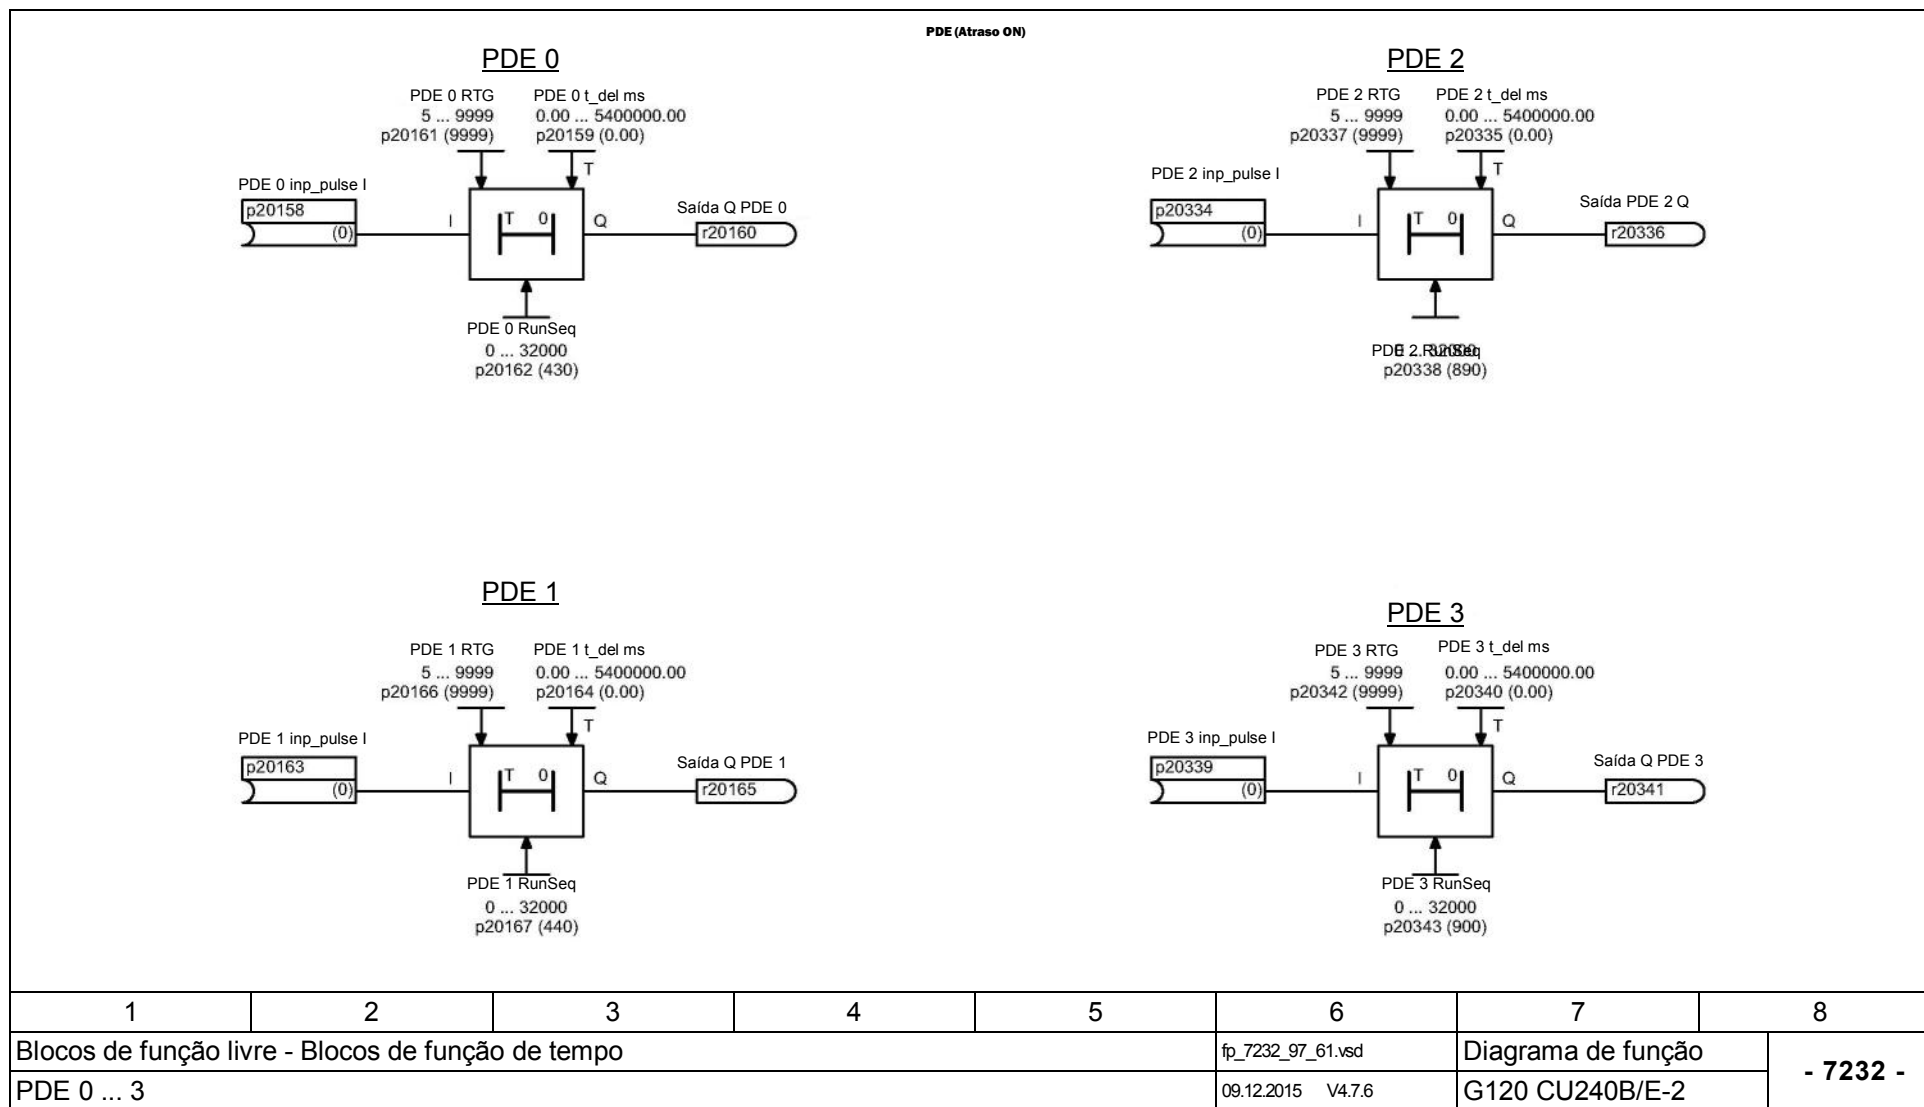 PDE (Atraso ON)
PDE 0
PDE 0 RTG
5 ... 9999
p20161 (9999)
PDE 0 t_del ms
0.00 ... 5400000.00
p20159 (0.00)
T
PDE 0 inp_pulse I
p20158
(0)
I
T 0
Q
Saída Q PDE 0
r20160
PDE 0 RunSeq
0 ... 32000
p20162 (430)
PDE 2
PDE 2 RTG
5 ... 9999
p20337 (9999)
PDE 2 t_del ms
0.00 ... 5400000.00
p20335 (0.00)
T
PDE 2 inp_pulse I
p20334
(0)
I
T 0
Q
Saída PDE 2 Q
r20336
PDE 2 RunSeq
0 ... 32000
p20338 (890)
PDE 1
PDE 1 RTG
5 ... 9999
p20166 (9999)
PDE 1 t_del ms
0.00 ... 5400000.00
p20164 (0.00)
T
PDE 1 inp_pulse I
p20163
(0)
I
T 0
Q
Saída Q PDE 1
r20165
PDE 1 RunSeq
0 ... 32000
p20167 (440)
PDE 3
PDE 3 RTG
5 ... 9999
p20342 (9999)
PDE 3 t_del ms
0.00 ... 5400000.00
p20340 (0.00)
T
PDE 3 inp_pulse I
p20339
(0)
I
T 0
Q
Saída Q PDE 3
r20341
PDE 3 RunSeq
0 ... 32000
p20343 (900)
1 2 3 4 5 6 7 8
Blocos de função livre - Blocos de função de tempo
fp_7232_97_61.vsd
Diagrama de função
- 7232 -
PDE 0 ... 3
09.12.2015 V4.7.6
G120 CU240B/E-2